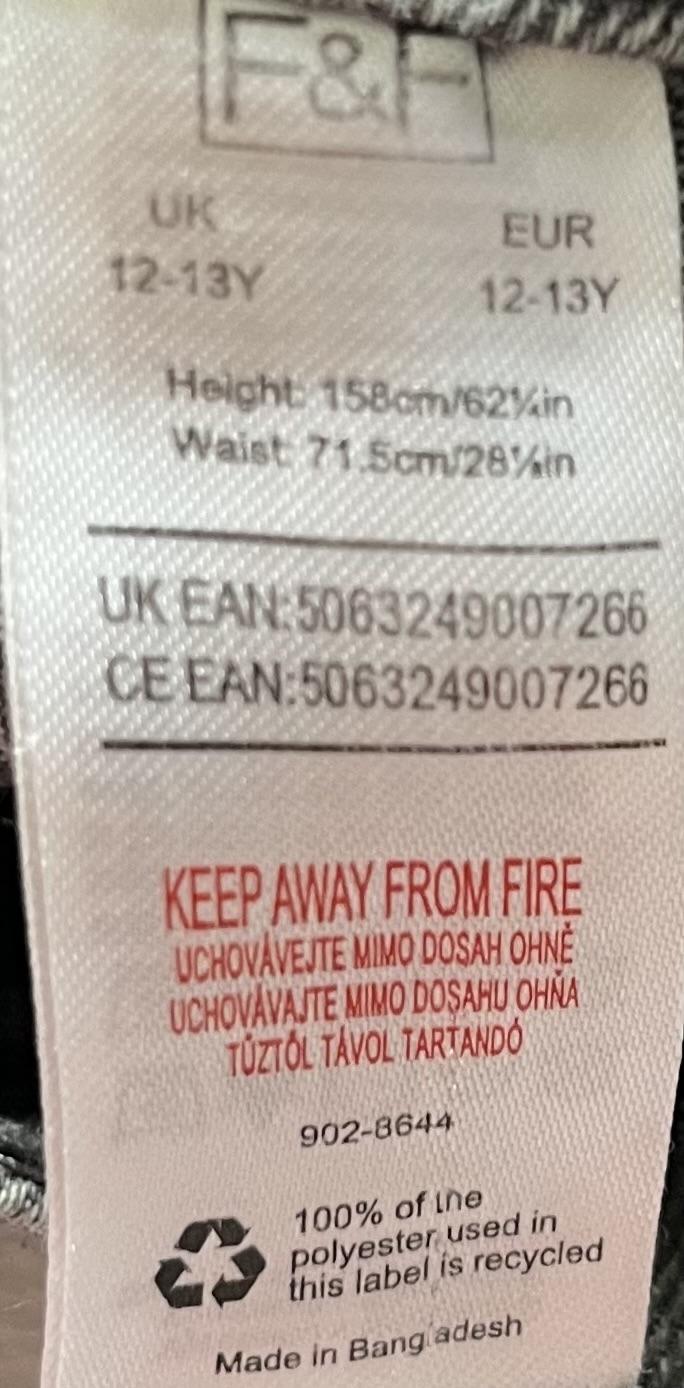 F&F
UK
EUR
12-13Y
12-13Y
Height: 158cm/62¼in
Waist: 71.5cm/28⅛in
UK EAN:5063249007266
CE EAN:5063249007266
KEEP AWAY FROM FIRE
UCHOVÁVEJTE MIMO DOSAH OHNĚ
UCHOVÁVAJTE MIMO DOSAHU OHŇA
TŰZTŐL TÁVOL TARTANDÓ
902-8644
100% of the
polyester used in
this label is recycled
Made in Bangladesh